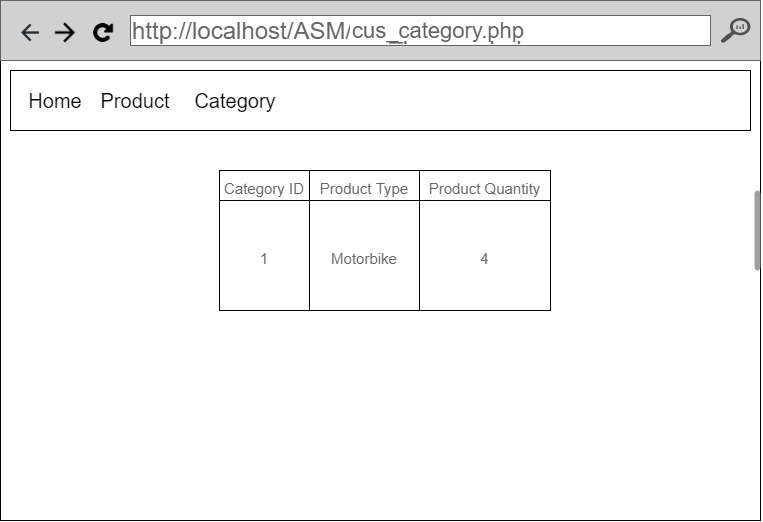 http://localhost/ASM/cus_category.php
Home Product Category
Category ID Product Type Product Quantity
1 Motorbike 4